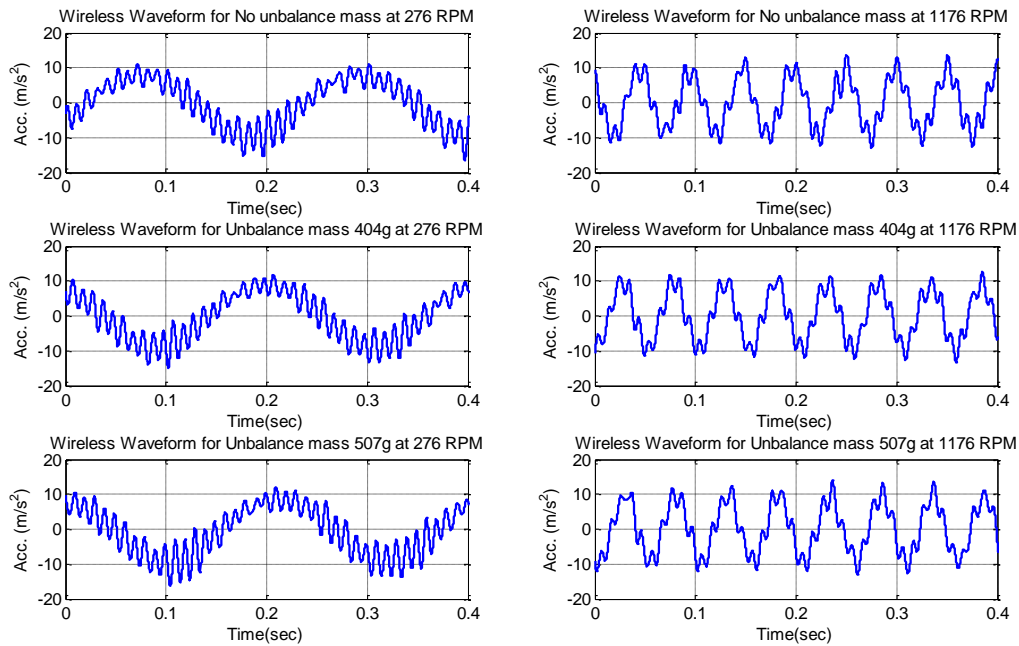 Wireless Waveform for No unbalance mass at 276 RPM
20
10
0
-10
-20
Acc. (m/s²)
0 0.1 0.2 0.3 0.4
Time(sec)
Wireless Waveform for No unbalance mass at 1176 RPM
20
10
0
-10
-20
Acc. (m/s²)
0 0.1 0.2 0.3 0.4
Time(sec)
Wireless Waveform for Unbalance mass 404g at 276 RPM
20
10
0
-10
-20
Acc. (m/s²)
0 0.1 0.2 0.3 0.4
Time(sec)
Wireless Waveform for Unbalance mass 404g at 1176 RPM
20
10
0
-10
-20
Acc. (m/s²)
0 0.1 0.2 0.3 0.4
Time(sec)
Wireless Waveform for Unbalance mass 507g at 276 RPM
20
10
0
-10
-20
Acc. (m/s²)
0 0.1 0.2 0.3 0.4
Time(sec)
Wireless Waveform for Unbalance mass 507g at 1176 RPM
20
10
0
-10
-20
Acc. (m/s²)
0 0.1 0.2 0.3 0.4
Time(sec)